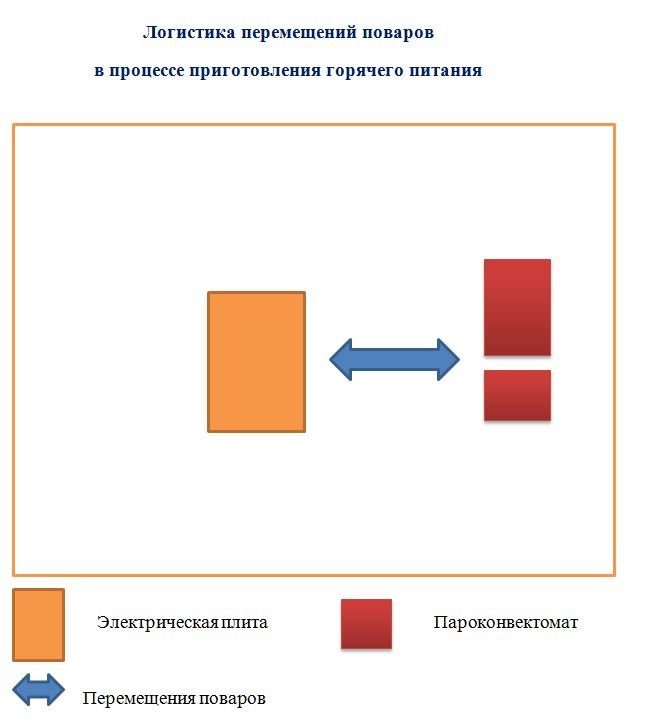 Логистика перемещений поваров
в процессе приготовления горячего питания
Электрическая плита
Пароконвектомат
Перемещения поваров